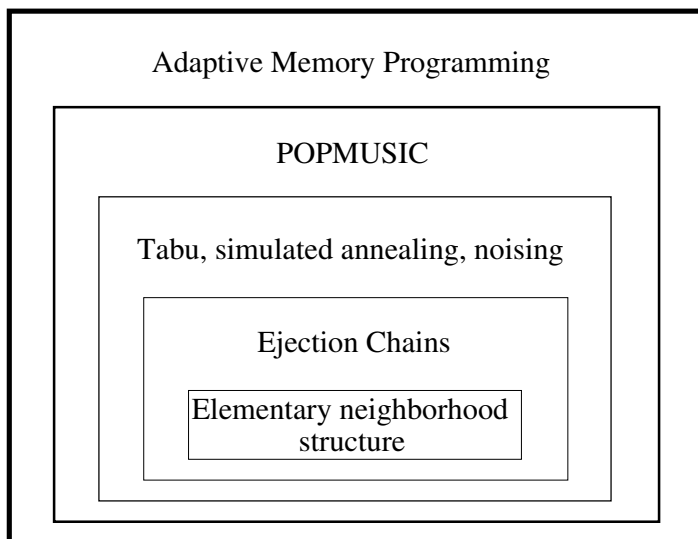 Adaptive Memory Programming
POPMUSIC
Tabu, simulated annealing, noising
Ejection Chains
Elementary neighborhood
structure